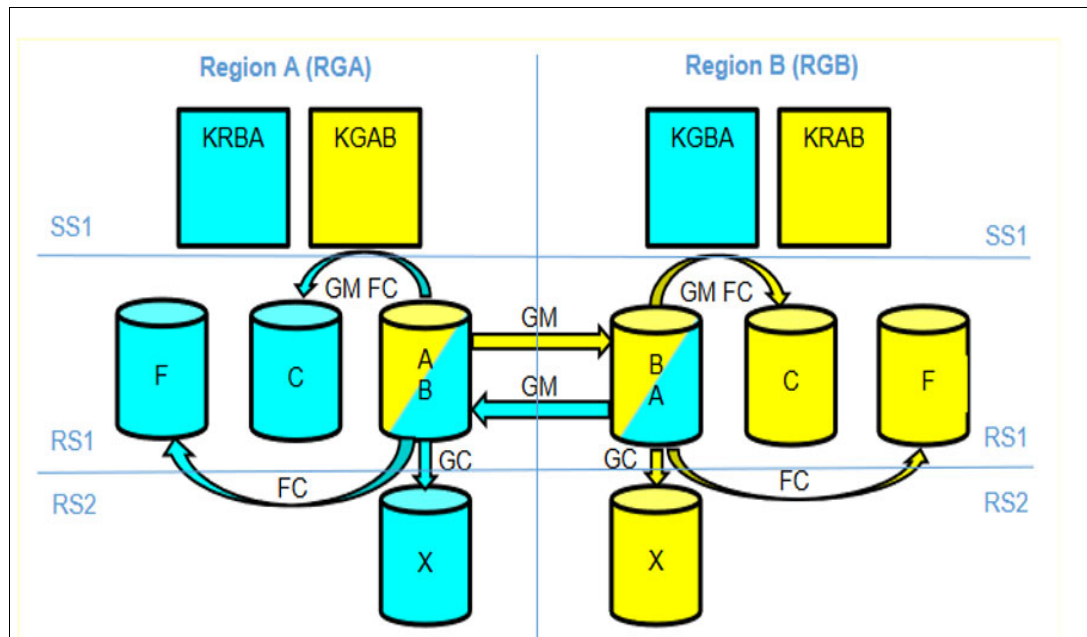 Region A (RGA)
Region B (RGB)
KRBA
KGAB
KGBA
KRAB
SS1
SS1
GM FC
GM FC
GM
F
C
A
B
B
A
C
F
GM
RS1
RS1
GC
GC
FC
FC
RS2
RS2
X
X